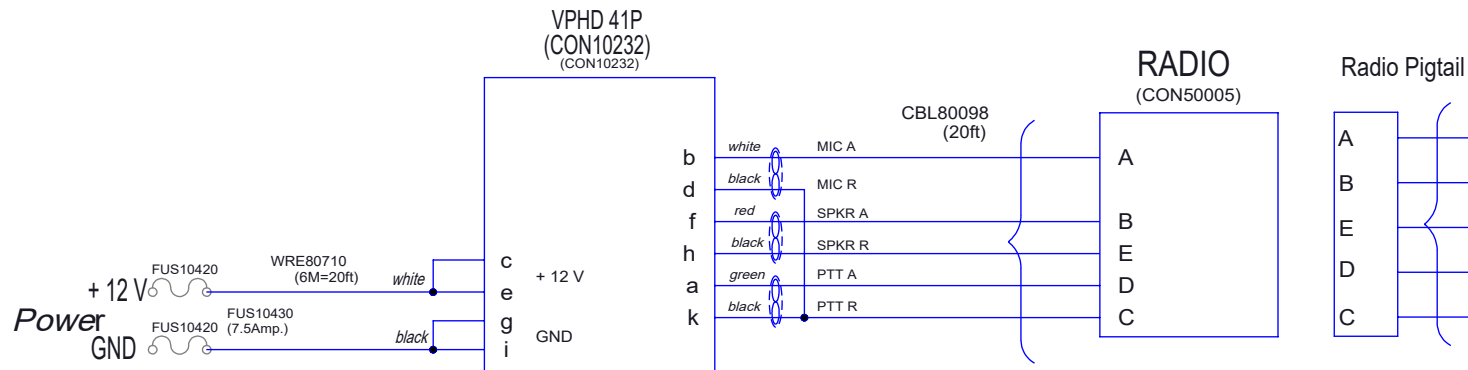 VPHD 41P
(CON10232)
(CON10232)
RADIO
(CON50005)
Radio Pigtail
CBL80098
(20ft)
b white MIC A A
d black MIC R
f red SPKR A B
h black SPKR R E
a green PTT A D
k black PTT R C
A
B
E
D
C
Power
+ 12 V FUS10420 WRE80710
(6M=20ft) white
c
e + 12 V
GND FUS10420 FUS10430
(7.5Amp.) black
g
i GND